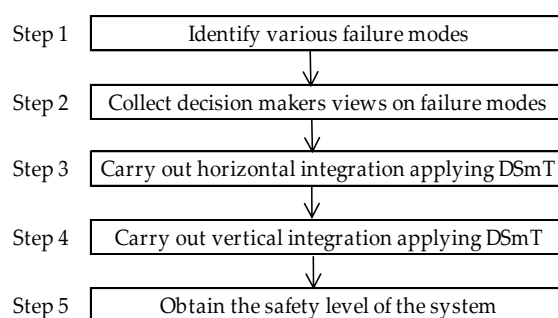 Step 1 Identify various failure modes
Step 2 Collect decision makers views on failure modes
Step 3 Carry out horizontal integration applying DSmT
Step 4 Carry out vertical integration applying DSmT
Step 5 Obtain the safety level of the system